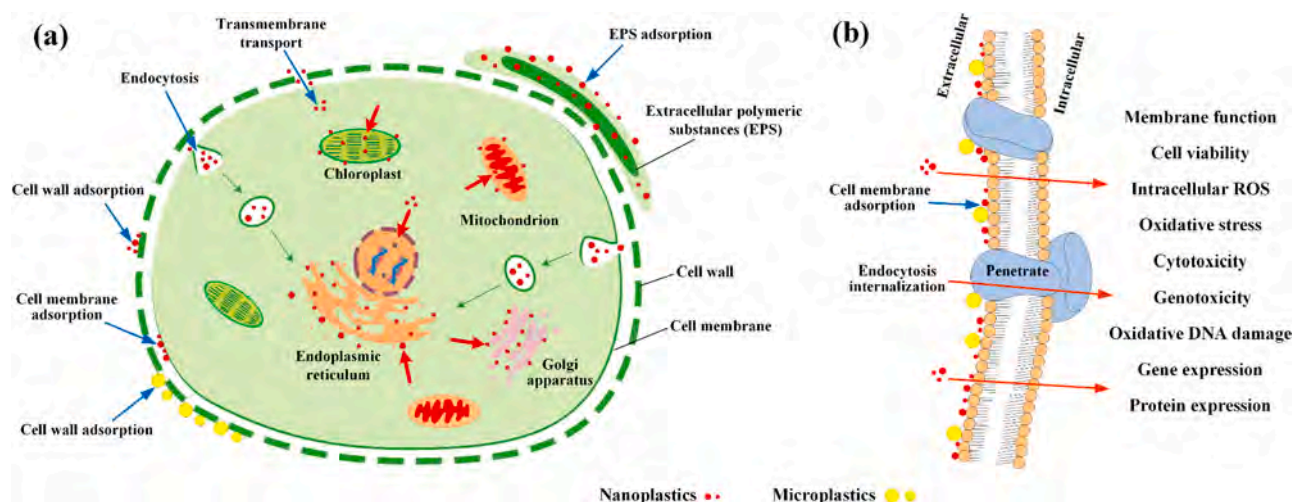 (a)
Transmembrane
transport
Endocytosis
EPS adsorption
Extracellular polymeric
substances (EPS)
Chloroplast
Mitochondrion
Cell wall adsorption
Cell wall
Cell membrane
adsorption
Cell membrane
Endoplasmic
reticulum
Golgi
apparatus
Cell wall adsorption
(b)
Extracellular
Intracellular
Membrane function
Cell viability
Cell membrane
adsorption
Intracellular ROS
Oxidative stress
Cytotoxicity
Endocytosis
internalization
Penetrate
Genotoxicity
Oxidative DNA damage
Gene expression
Protein expression
Nanoplastics
Microplastics